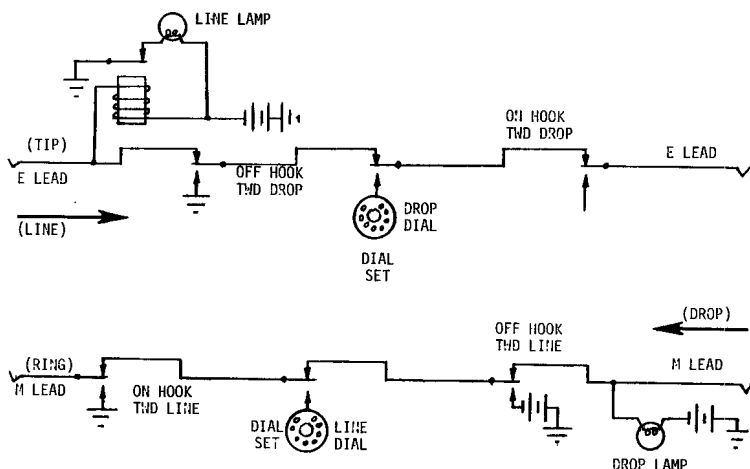 LINE LAMP
(TIP)
E LEAD
OFF HOOK
TWD DROP
ON HOOK
TWD DROP
E LEAD
(LINE)
DROP
DIAL
DIAL
SET
(DROP)
OFF HOOK
TWD LINE
(RING)
M LEAD
M LEAD
ON HOOK
TWD LINE
DIAL
SET
LINE
DIAL
DROP LAMP